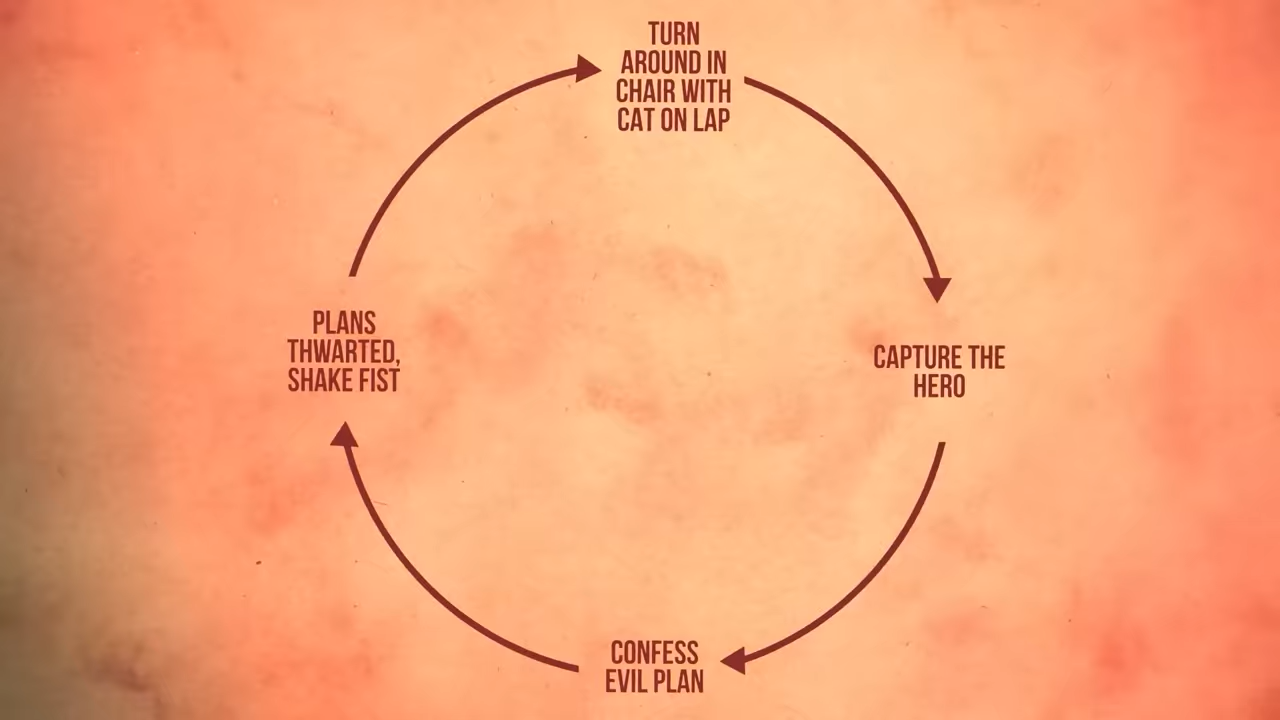 TURN
AROUND IN
CHAIR WITH
CAT ON LAP
CAPTURE THE
HERO
CONFESS
EVIL PLAN
PLANS
THWARTED,
SHAKE FIST